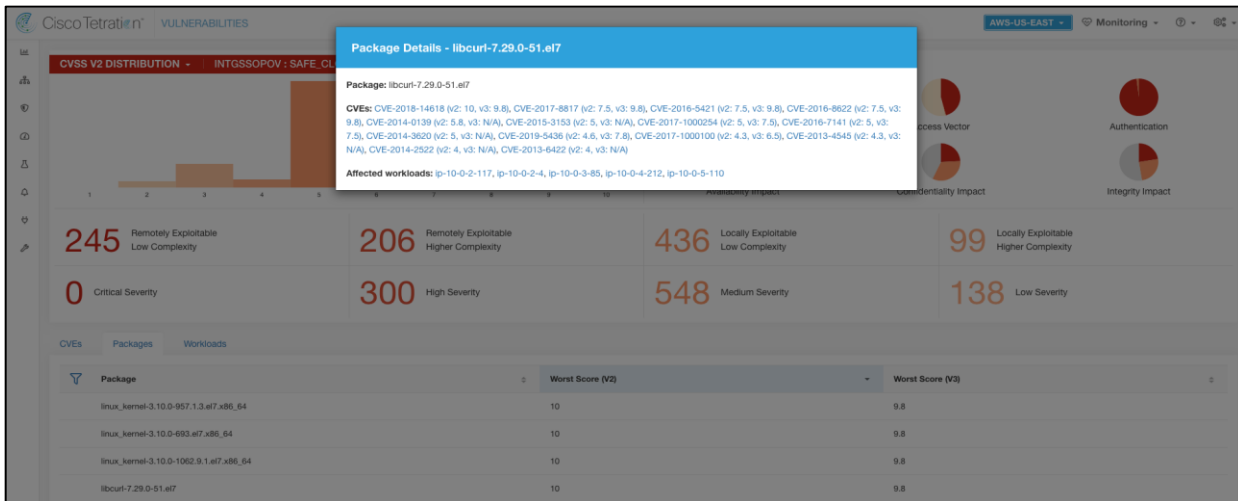 Cisco Tetration VULNERABILITIES
AWS-US-EAST Monitoring
CVSS V2 DISTRIBUTION INTGSSOPOV : SAFE_CL
Package Details - libcurl-7.29.0-51.el7
Package: libcurl-7.29.0-51.el7
CVEs: CVE-2018-14618 (v2: 10, v3: 9.8), CVE-2017-8817 (v2: 7.5, v3: 9.8), CVE-2016-5421 (v2: 7.5, v3: 9.8), CVE-2016-8622 (v2: 7.5, v3:
9.8), CVE-2014-0139 (v2: 5.8, v3: N/A), CVE-2015-3153 (v2: 5, v3: N/A), CVE-2017-1000254 (v2: 5, v3: 7.5), CVE-2016-7141 (v2: 5, v3:
7.5), CVE-2014-3620 (v2: 5, v3: N/A), CVE-2019-5436 (v2: 4.6, v3: 7.8), CVE-2017-1000100 (v2: 4.3, v3: 6.5), CVE-2013-4545 (v2: 4.3, v3:
N/A), CVE-2014-2522 (v2: 4, v3: N/A), CVE-2013-6422 (v2: 4, v3: N/A)
Affected workloads: ip-10-0-2-117, ip-10-0-2-4, ip-10-0-3-85, ip-10-0-4-212, ip-10-0-5-110
1 2 3 4 5 6 7 8 9 10
ccess Vector
Authentication
Availability Impact
Confidentiality Impact
Integrity Impact
245 Remotely Exploitable Low Complexity
206 Remotely Exploitable Higher Complexity
436 Locally Exploitable Low Complexity
99 Locally Exploitable Higher Complexity
0 Critical Severity
300 High Severity
548 Medium Severity
138 Low Severity
CVEs Packages Workloads
Package Worst Score (V2) Worst Score (V3)
linux_kernel-3.10.0-957.1.3.el7.x86_64 10 9.8
linux_kernel-3.10.0-693.el7.x86_64 10 9.8
linux_kernel-3.10.0-1062.9.1.el7.x86_64 10 9.8
libcurl-7.29.0-51.el7 10 9.8